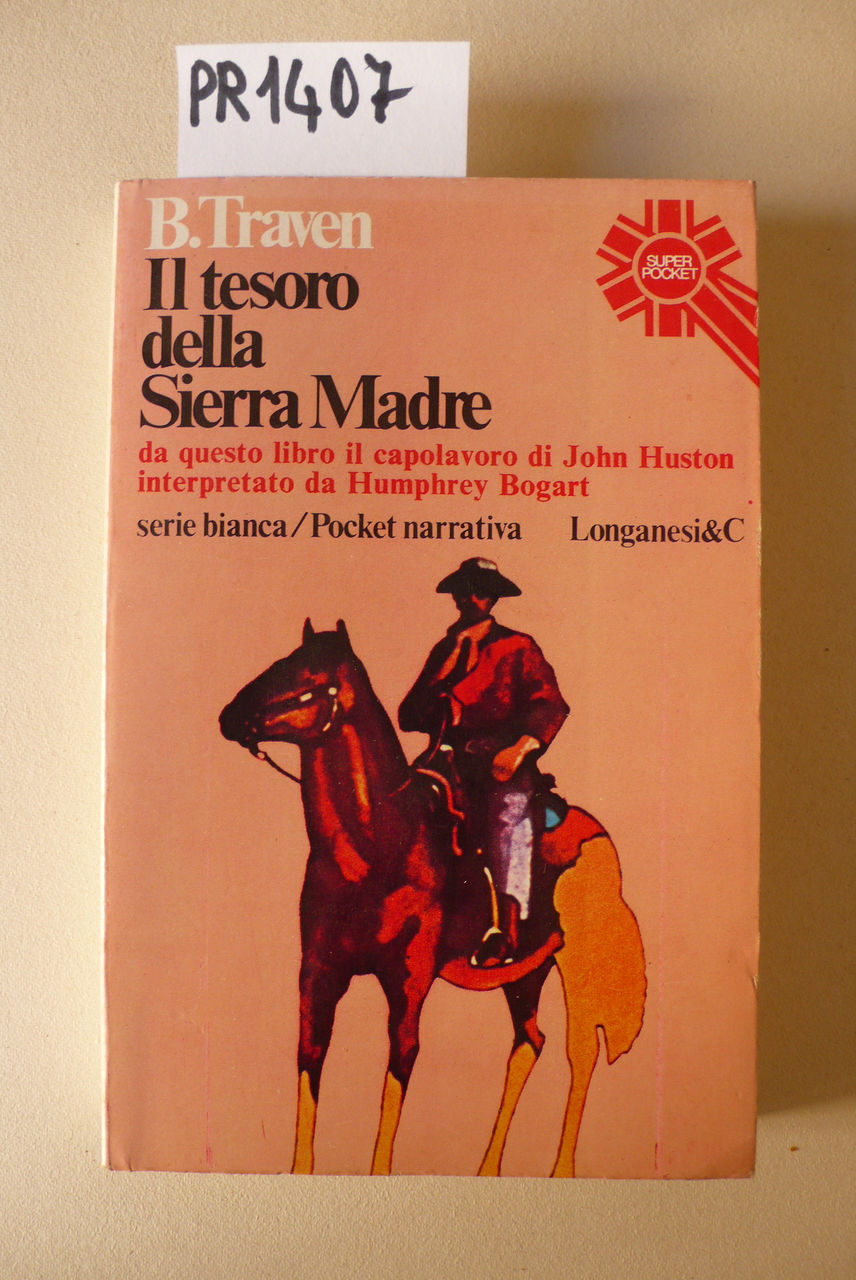 PR1407
B.Traven
Il tesoro
della
Sierra Madre
da questo libro il capolavoro di John Huston
interpretato da Humphrey Bogart
serie bianca/Pocket narrativa Longanesi&C
SUPER
POCKET